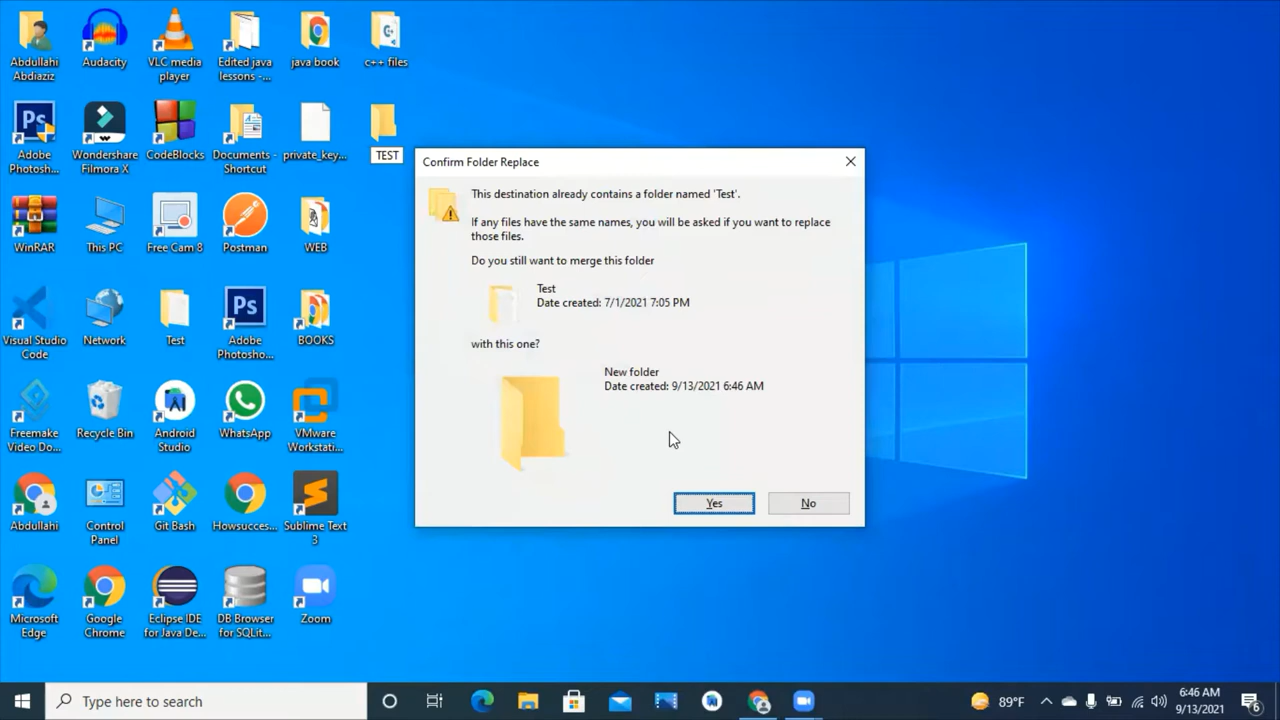 Abdullahi
Abdiaziz
Audacity
VLC media
player
Edited java
lessons -...
java book
c++ files
Ps
Adobe
Photosh...
Wondershare
Filmora X
CodeBlocks
Documents -
Shortcut
private_key...
TEST
WinRAR
This PC
Free Cam 8
Postman
WEB
Visual Studio
Code
Network
Test
Ps
Adobe
Photosho...
BOOKS
Freemake
Video Do...
Recycle Bin
Android
Studio
WhatsApp
VMware
Workstati...
Abdullahi
Control
Panel
Git Bash
Howsucces...
Sublime Text
3
Microsoft
Edge
Google
Chrome
Eclipse IDE
for Java De...
DB Browser
for SQLit...
Zoom
Confirm Folder Replace
This destination already contains a folder named 'Test'.
If any files have the same names, you will be asked if you want to replace
those files.
Do you still want to merge this folder
Test
Date created: 7/1/2021 7:05 PM
with this one?
New folder
Date created: 9/13/2021 6:46 AM
Yes
No
Type here to search
89°F
6:46 AM
9/13/2021
6